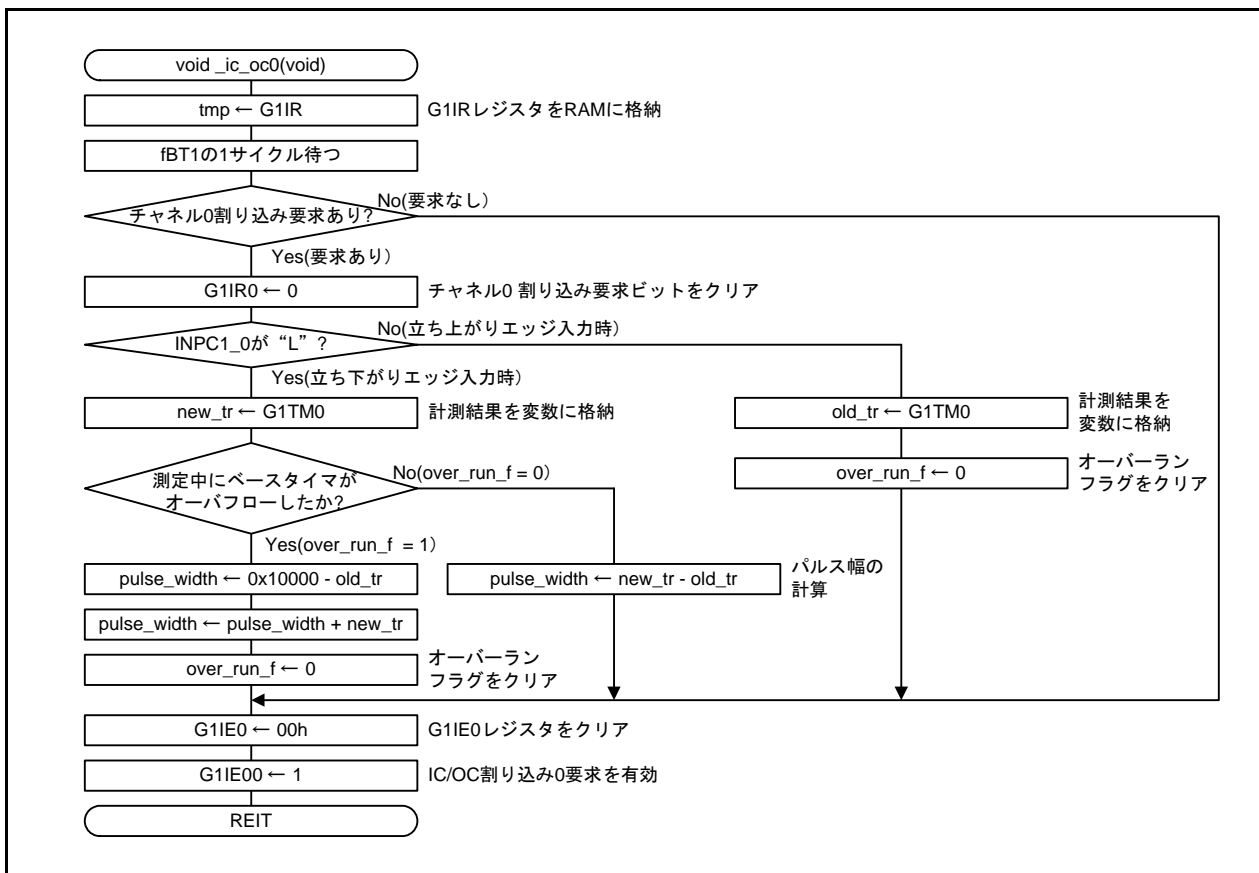 void _ic_oc0(void)
tmp ← G1IR
G1IRレジスタをRAMに格納
fBT1の1サイクル待つ
チャネル0割り込み要求あり?
No(要求なし)
Yes(要求あり)
G1IR0 ← 0
チャネル0 割り込み要求ビットをクリア
INPC1_0が“L”?
No(立ち上がりエッジ入力時)
Yes(立ち下がりエッジ入力時)
new_tr ← G1TM0
計測結果を変数に格納
old_tr ← G1TM0
計測結果を
変数に格納
測定中にベースタイマが
オーバフローしたか?
No(over_run_f = 0)
over_run_f ← 0
オーバーラン
フラグをクリア
Yes(over_run_f = 1)
pulse_width ← 0x10000 - old_tr
pulse_width ← new_tr - old_tr
パルス幅の
計算
pulse_width ← pulse_width + new_tr
over_run_f ← 0
オーバーラン
フラグをクリア
G1IE0 ← 00h
G1IE0レジスタをクリア
G1IE00 ← 1
IC/OC割り込み0要求を有効
REIT